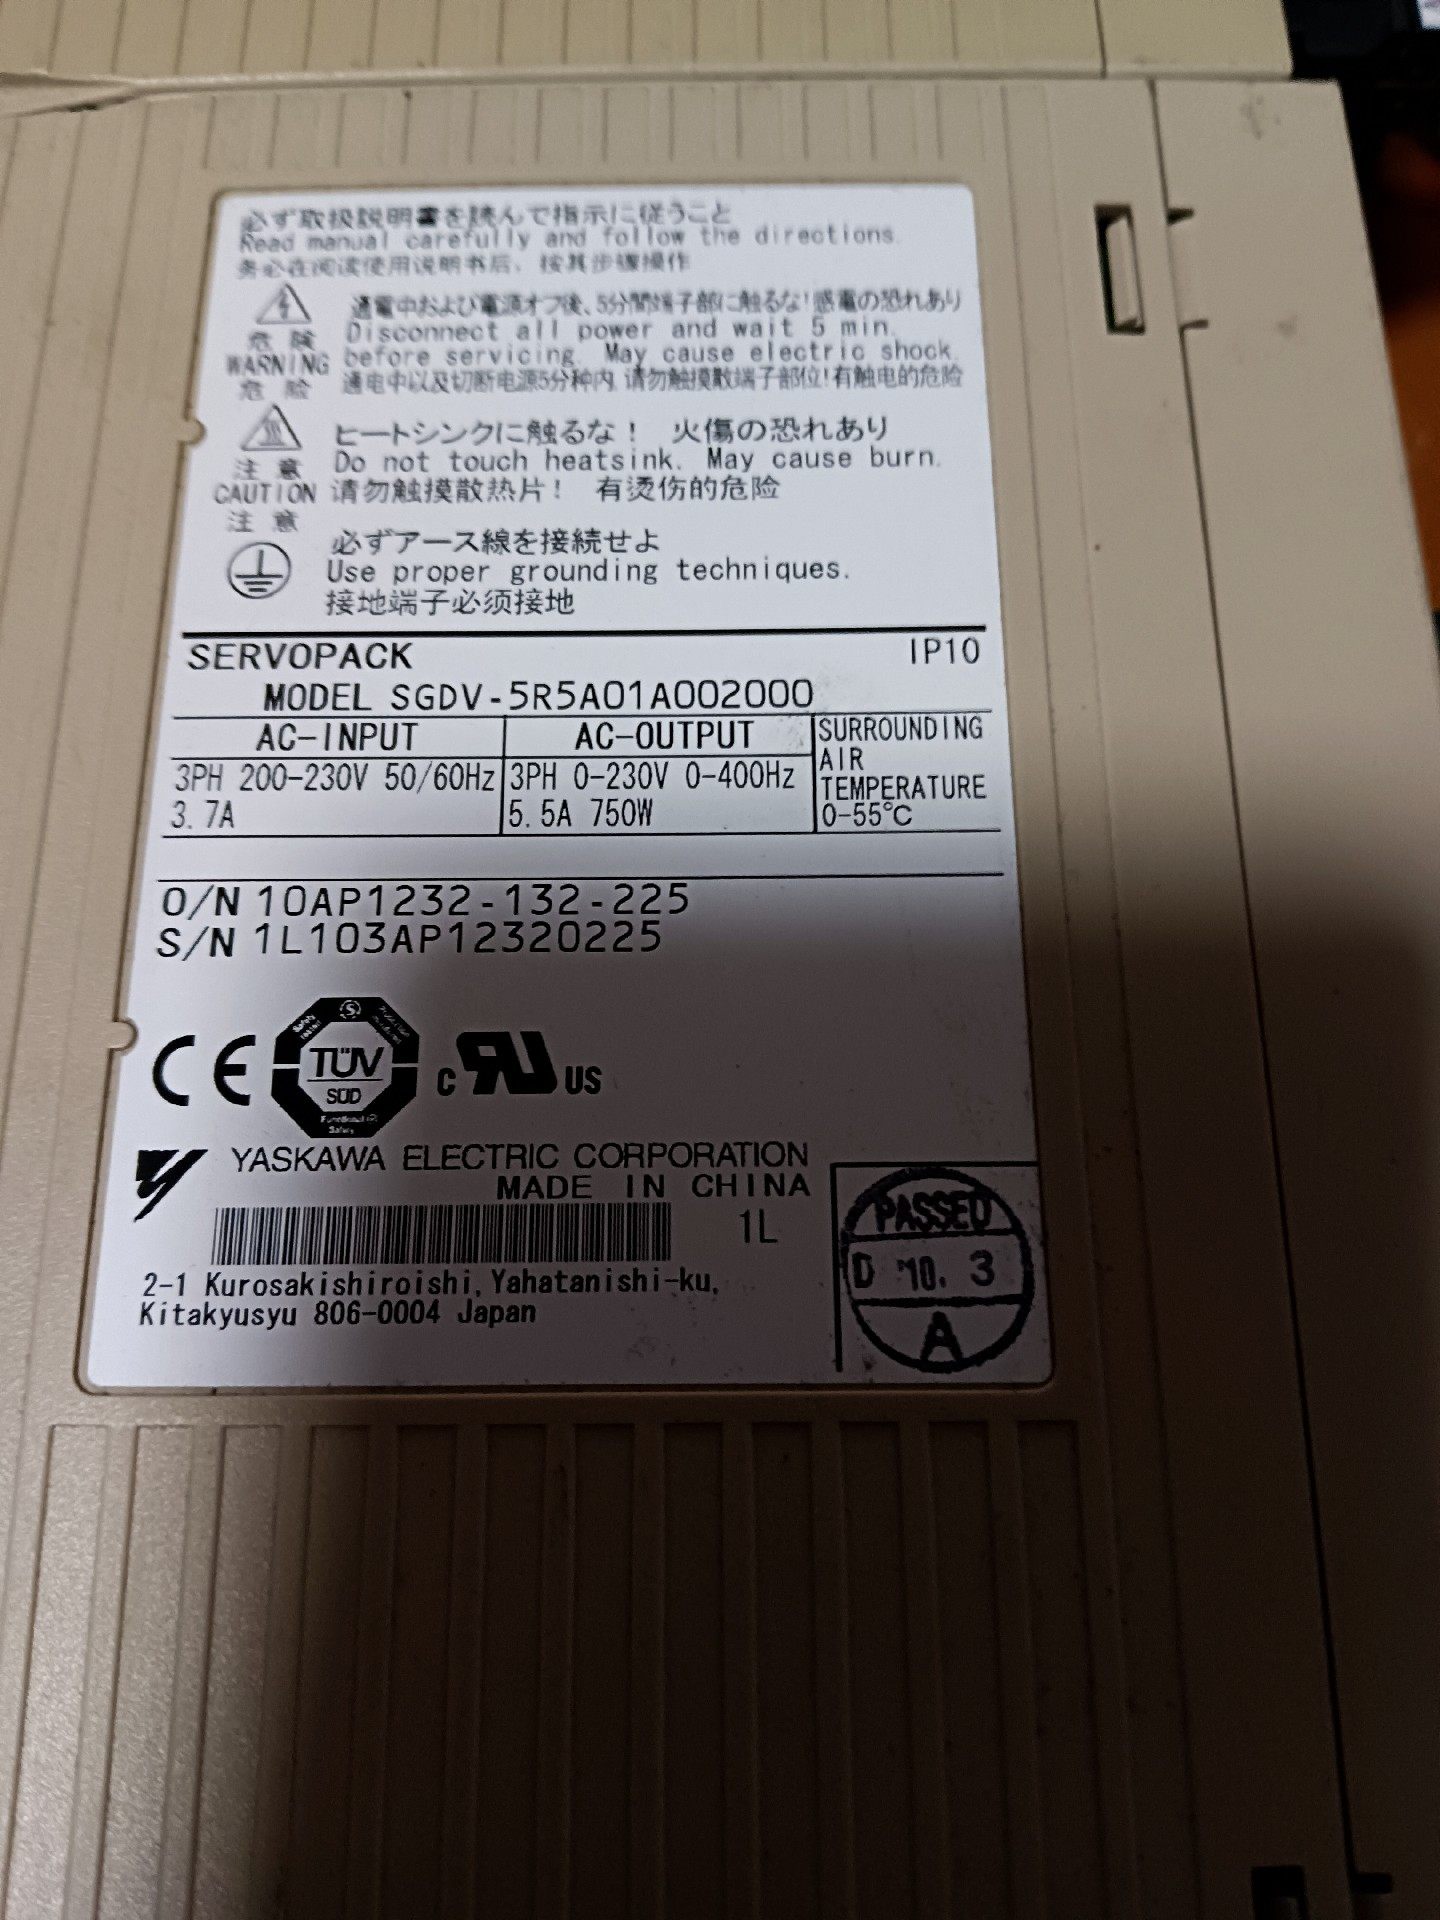 必ず取扱説明書を読んで指示に従うこと
Read manual carefully and follow the directions.
务必在阅读使用说明书后、按其步骤操作
通電中および電源オフ後、5分間端子部に触るな!感電の恐れあり
危険
Disconnect all power and wait 5 min.
WARNING
before servicing. May cause electric shock.
危险
通电中以及切断电源5分种内,请勿触摸散端子部位!有触电的危险
ヒートシンクに触るな! 火傷の恐れあり
注意
Do not touch heatsink. May cause burn.
CAUTION
请勿触摸散热片! 有烫伤的危险
注意
必ずアース線を接続せよ
Use proper grounding techniques.
接地端子必须接地
SERVOPACK IP10
MODEL SGDV-5R5A01A002000
AC-INPUT
3PH 200-230V 50/60Hz
3.7A
AC-OUTPUT
3PH 0-230V 0-400Hz
5.5A 750W
SURROUNDING
AIR
TEMPERATURE
0-55℃
O/N 10AP1232-132-225
S/N 1L103AP12320225
CE
Safety tested
TÜV
SÜD
Functional
Safety
c RU US
YASKAWA ELECTRIC CORPORATION
MADE IN CHINA
1L
2-1 Kurosakishiroishi, Yahatanishi-ku,
Kitakyusyu 806-0004 Japan
PASSED
D '10. 3
A